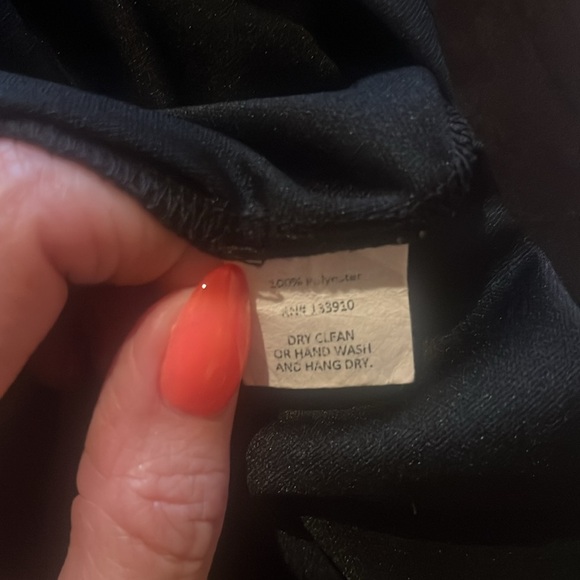 100% Polyester
RN# 133910
DRY CLEAN
OR HAND WASH
AND HANG DRY.